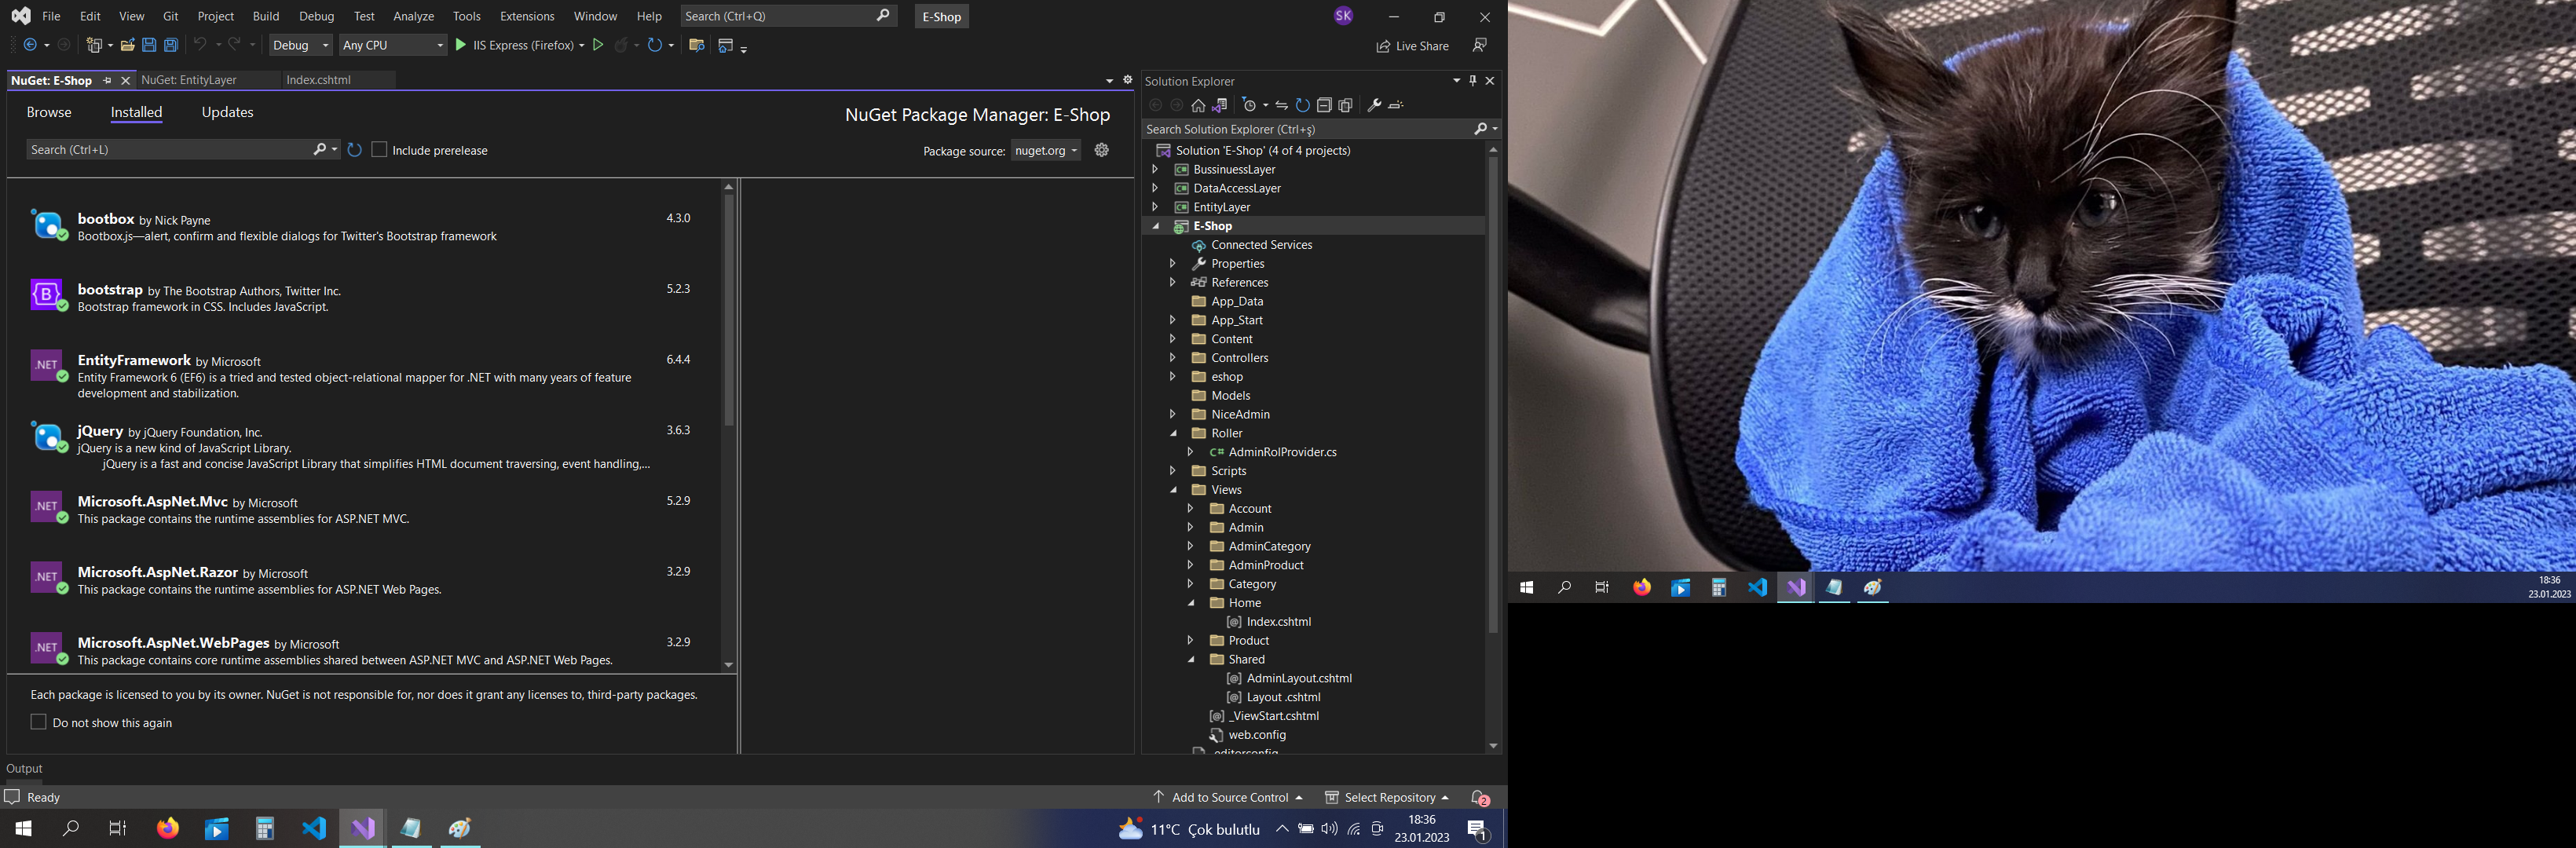 File Edit View Git Project Build Debug Test Analyze Tools Extensions Window Help Search (Ctrl+Q) E-Shop SK
Debug Any CPU IIS Express (Firefox) Live Share
NuGet: E-Shop NuGet: EntityLayer Index.cshtml
Browse Installed Updates
NuGet Package Manager: E-Shop
Search (Ctrl+L) Include prerelease
Package source: nuget.org
bootbox by Nick Payne 4.3.0
Bootbox.js—alert, confirm and flexible dialogs for Twitter's Bootstrap framework
bootstrap by The Bootstrap Authors, Twitter Inc. 5.2.3
Bootstrap framework in CSS. Includes JavaScript.
.NET
EntityFramework by Microsoft 6.4.4
Entity Framework 6 (EF6) is a tried and tested object-relational mapper for .NET with many years of feature
development and stabilization.
jQuery by jQuery Foundation, Inc. 3.6.3
jQuery is a new kind of JavaScript Library.
jQuery is a fast and concise JavaScript Library that simplifies HTML document traversing, event handling,...
.NET
Microsoft.AspNet.Mvc by Microsoft 5.2.9
This package contains the runtime assemblies for ASP.NET MVC.
.NET
Microsoft.AspNet.Razor by Microsoft 3.2.9
This package contains the runtime assemblies for ASP.NET Web Pages.
.NET
Microsoft.AspNet.WebPages by Microsoft 3.2.9
This package contains core runtime assemblies shared between ASP.NET MVC and ASP.NET Web Pages.
Each package is licensed to you by its owner. NuGet is not responsible for, nor does it grant any licenses to, third-party packages.
Do not show this again
Solution Explorer
Search Solution Explorer (Ctrl+ş)
Solution 'E-Shop' (4 of 4 projects)
BussinuessLayer
DataAccessLayer
EntityLayer
E-Shop
Connected Services
Properties
References
App_Data
App_Start
Content
Controllers
eshop
Models
NiceAdmin
Roller
C# AdminRolProvider.cs
Scripts
Views
Account
Admin
AdminCategory
AdminProduct
Category
Home
Index.cshtml
Product
Shared
AdminLayout.cshtml
Layout .cshtml
_ViewStart.cshtml
web.config
.editorconfig
Output
Ready
Add to Source Control Select Repository 2
11°C Çok bulutlu
18:36
23.01.2023
1
18:36
23.01.2023